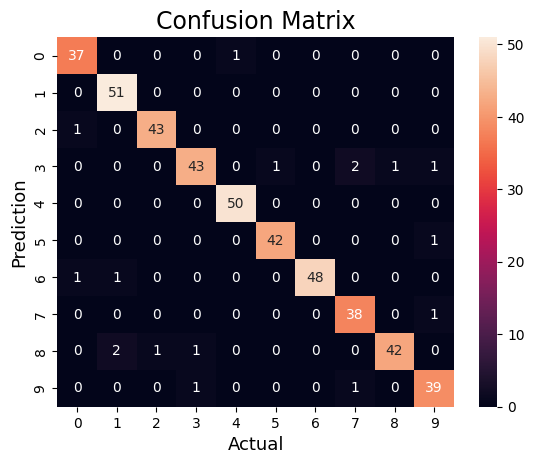 Confusion Matrix
0 37 0 0 0 1 0 0 0 0 0
1 0 51 0 0 0 0 0 0 0 0
2 1 0 43 0 0 0 0 0 0 0
3 0 0 0 43 0 1 0 2 1 1
4 0 0 0 0 50 0 0 0 0 0
5 0 0 0 0 0 42 0 0 0 1
6 1 1 0 0 0 0 48 0 0 0
7 0 0 0 0 0 0 0 38 0 1
8 0 2 1 1 0 0 0 0 42 0
9 0 0 0 1 0 0 0 1 0 39
0 1 2 3 4 5 6 7 8 9
Prediction
Actual
50
40
30
20
10
0